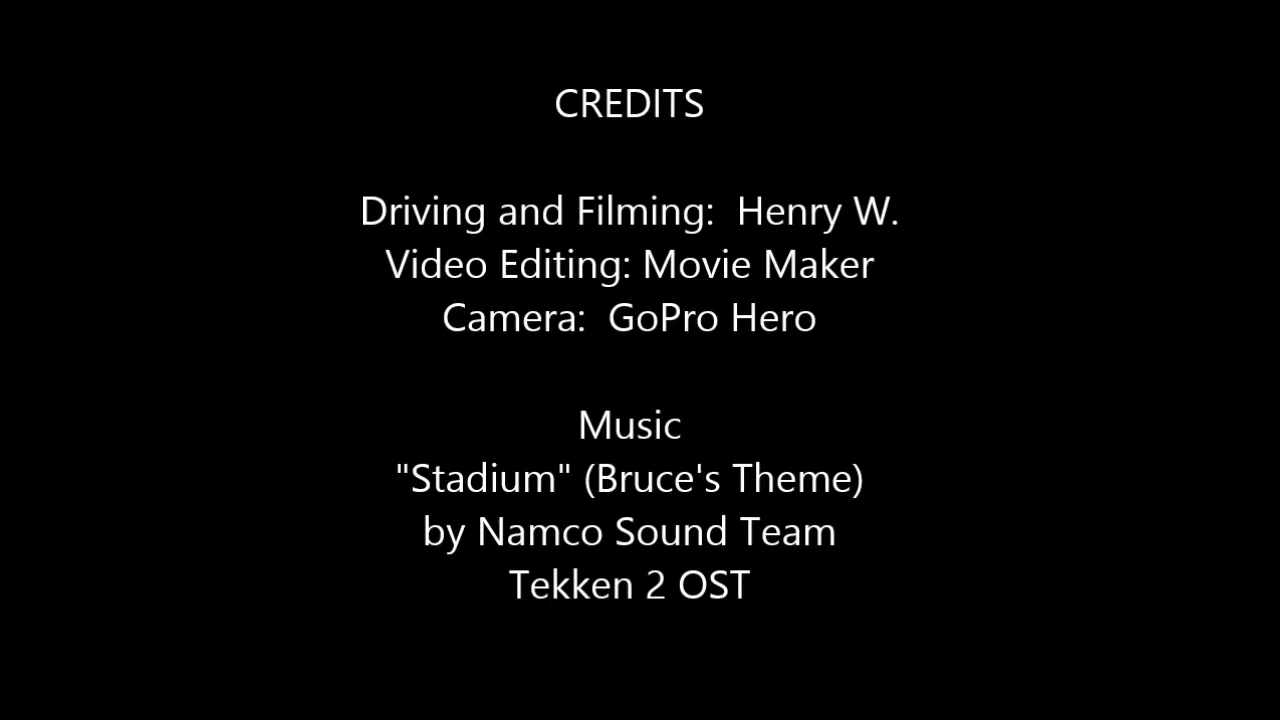 CREDITS
Driving and Filming:  Henry W.
Video Editing: Movie Maker
Camera:  GoPro Hero
Music
"Stadium" (Bruce's Theme)
by Namco Sound Team
Tekken 2 OST